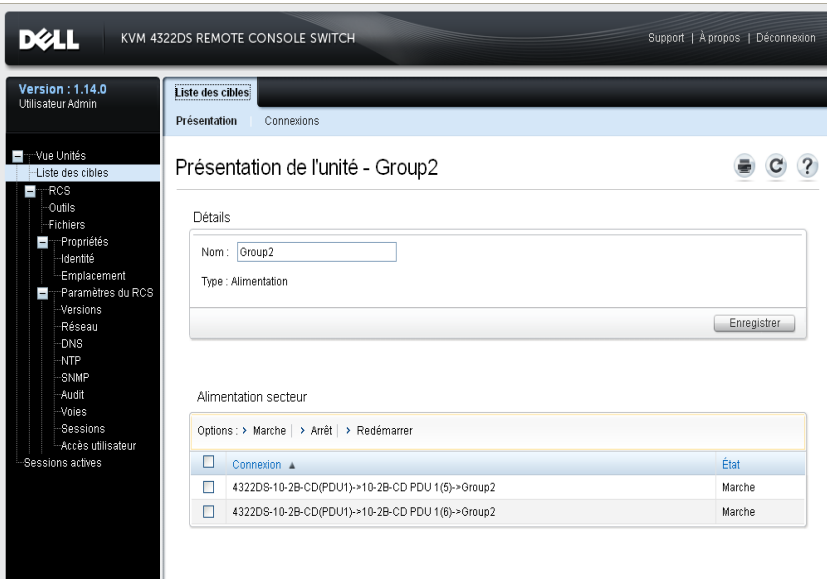 DELL
KVM 4322DS REMOTE CONSOLE SWITCH
Support | À propos | Déconnexion
Version : 1.14.0
Utilisateur Admin
Liste des cibles
Présentation
Connexions
Vue Unités
Liste des cibles
RCS
Outils
Fichiers
Propriétés
Identité
Emplacement
Paramètres du RCS
Versions
Réseau
DNS
NTP
SNMP
Audit
Voies
Sessions
Accès utilisateur
Sessions actives
Présentation de l'unité - Group2
?
Détails
Nom : Group2
Type : Alimentation
Enregistrer
Alimentation secteur
Options : > Marche | > Arrêt | > Redémarrer
Connexion ▲ État
4322DS-10-2B-CD(PDU1)->10-2B-CD PDU 1(5)->Group2 Marche
4322DS-10-2B-CD(PDU1)->10-2B-CD PDU 1(6)->Group2 Marche